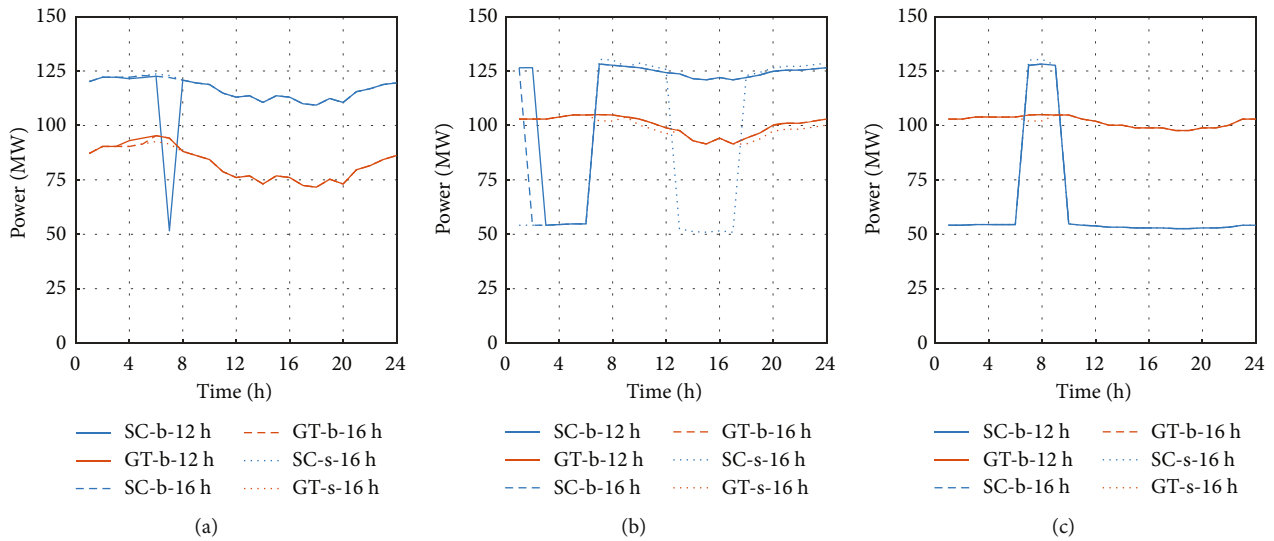 150
125
100
75
50
25
0
Power (MW)
0 4 8 12 16 20 24
Time (h)
SC-b-12 h
GT-b-12 h
SC-b-16 h
GT-b-16 h
SC-s-16 h
GT-s-16 h
(a)
150
125
100
75
50
25
0
Power (MW)
0 4 8 12 16 20 24
Time (h)
SC-b-12 h
GT-b-12 h
SC-b-16 h
GT-b-16 h
SC-s-16 h
GT-s-16 h
(b)
150
125
100
75
50
25
0
Power (MW)
0 4 8 12 16 20 24
Time (h)
SC-b-12 h
GT-b-12 h
SC-b-16 h
GT-b-16 h
SC-s-16 h
GT-s-16 h
(c)